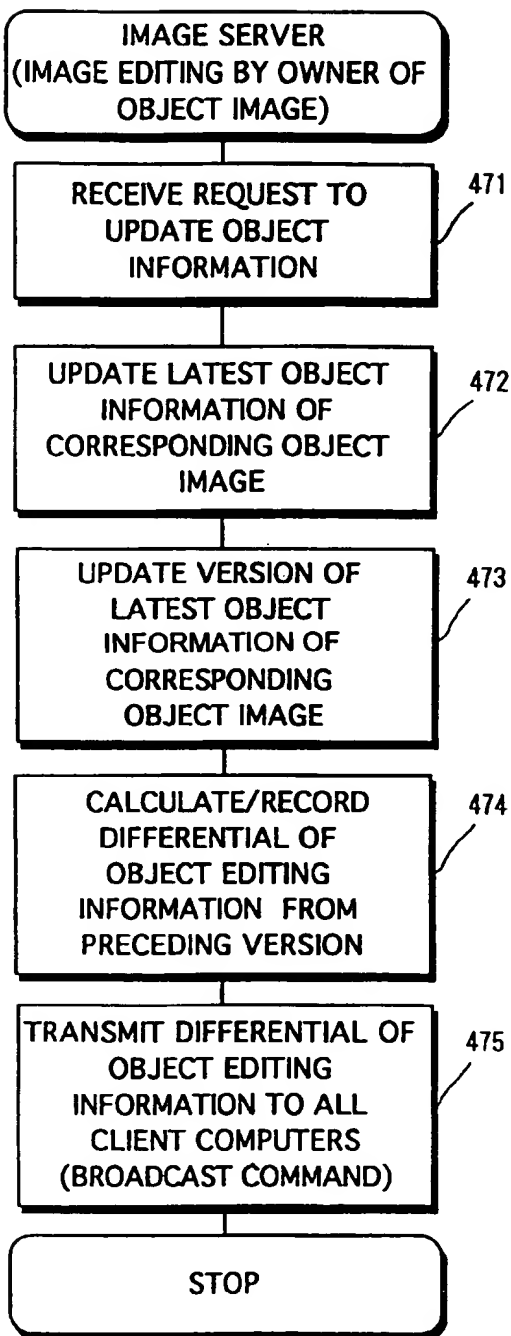 IMAGE SERVER
(IMAGE EDITING BY OWNER OF
OBJECT IMAGE)
RECEIVE REQUEST TO
UPDATE OBJECT
INFORMATION
471
UPDATE LATEST OBJECT
INFORMATION OF
CORRESPONDING OBJECT
IMAGE
472
UPDATE VERSION OF
LATEST OBJECT
INFORMATION OF
CORRESPONDING
OBJECT IMAGE
473
CALCULATE/RECORD
DIFFERENTIAL OF
OBJECT EDITING
INFORMATION FROM
PRECEDING VERSION
474
TRANSMIT DIFFERENTIAL OF
OBJECT EDITING
INFORMATION TO ALL
CLIENT COMPUTERS
(BROADCAST COMMAND)
475
STOP